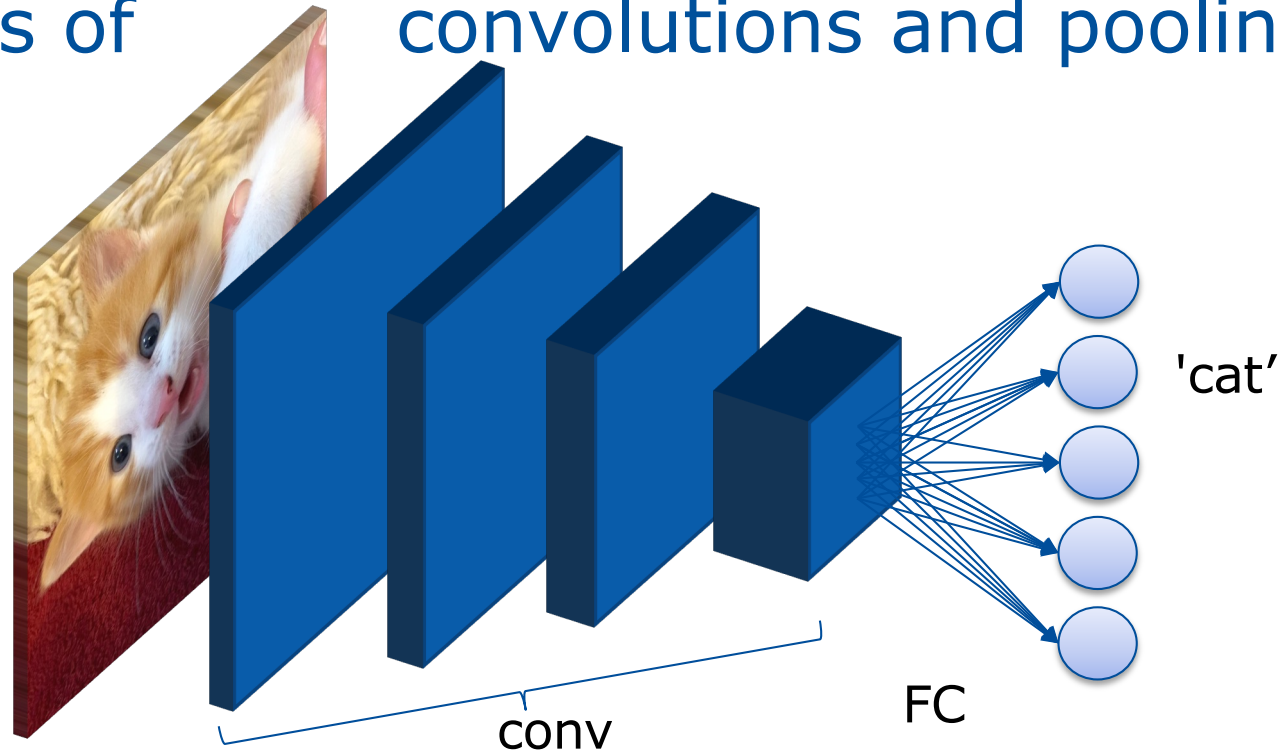 s of convolutions and poolin
'cat’
FC
conv